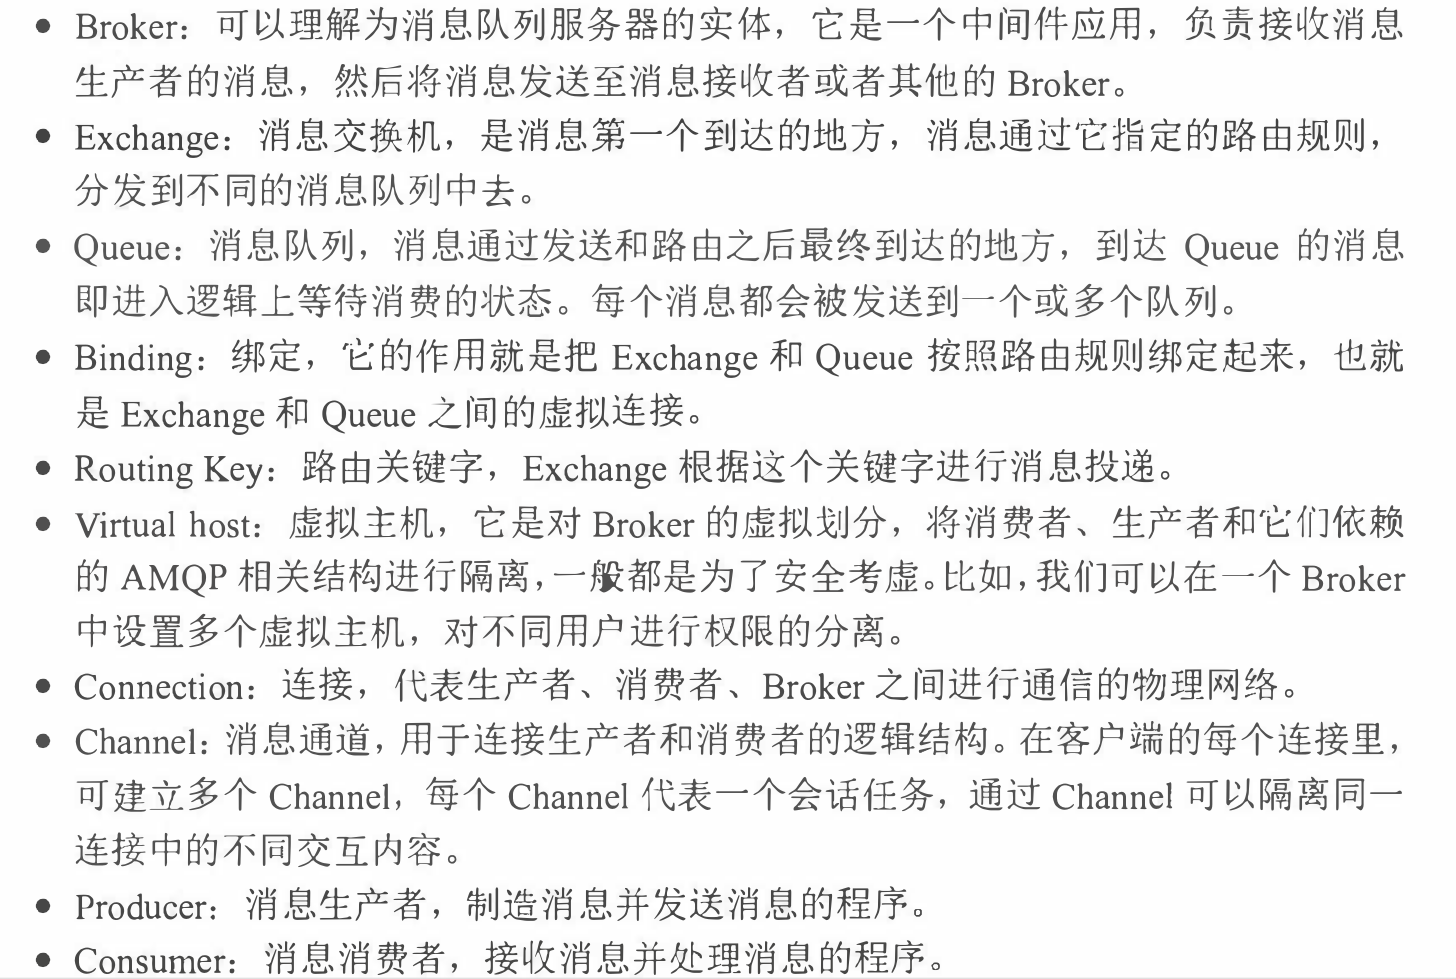 • Broker：可以理解为消息队列服务器的实体，它是一个中间件应用，负责接收消息
生产者的消息，然后将消息发送至消息接收者或者其他的 Broker。
• Exchange：消息交换机，是消息第一个到达的地方，消息通过它指定的路由规则，
分发到不同的消息队列中去。
• Queue：消息队列，消息通过发送和路由之后最终到达的地方，到达 Queue 的消息
即进入逻辑上等待消费的状态。每个消息都会被发送到一个或多个队列。
• Binding：绑定，它的作用就是把 Exchange 和 Queue 按照路由规则绑定起来，也就
是 Exchange 和 Queue 之间的虚拟连接。
• Routing Key：路由关键字，Exchange 根据这个关键字进行消息投递。
• Virtual host：虚拟主机，它是对 Broker 的虚拟划分，将消费者、生产者和它们依赖
的 AMQP 相关结构进行隔离，一般都是为了安全考虑。比如，我们可以在一个 Broker
中设置多个虚拟主机，对不同用户进行权限的分离。
• Connection：连接，代表生产者、消费者、Broker 之间进行通信的物理网络。
• Channel：消息通道，用于连接生产者和消费者的逻辑结构。在客户端的每个连接里，
可建立多个 Channel，每个 Channel 代表一个会话任务，通过 Channel 可以隔离同一
连接中的不同交互内容。
• Producer：消息生产者，制造消息并发送消息的程序。
• Consumer：消息消费者，接收消息并处理消息的程序。